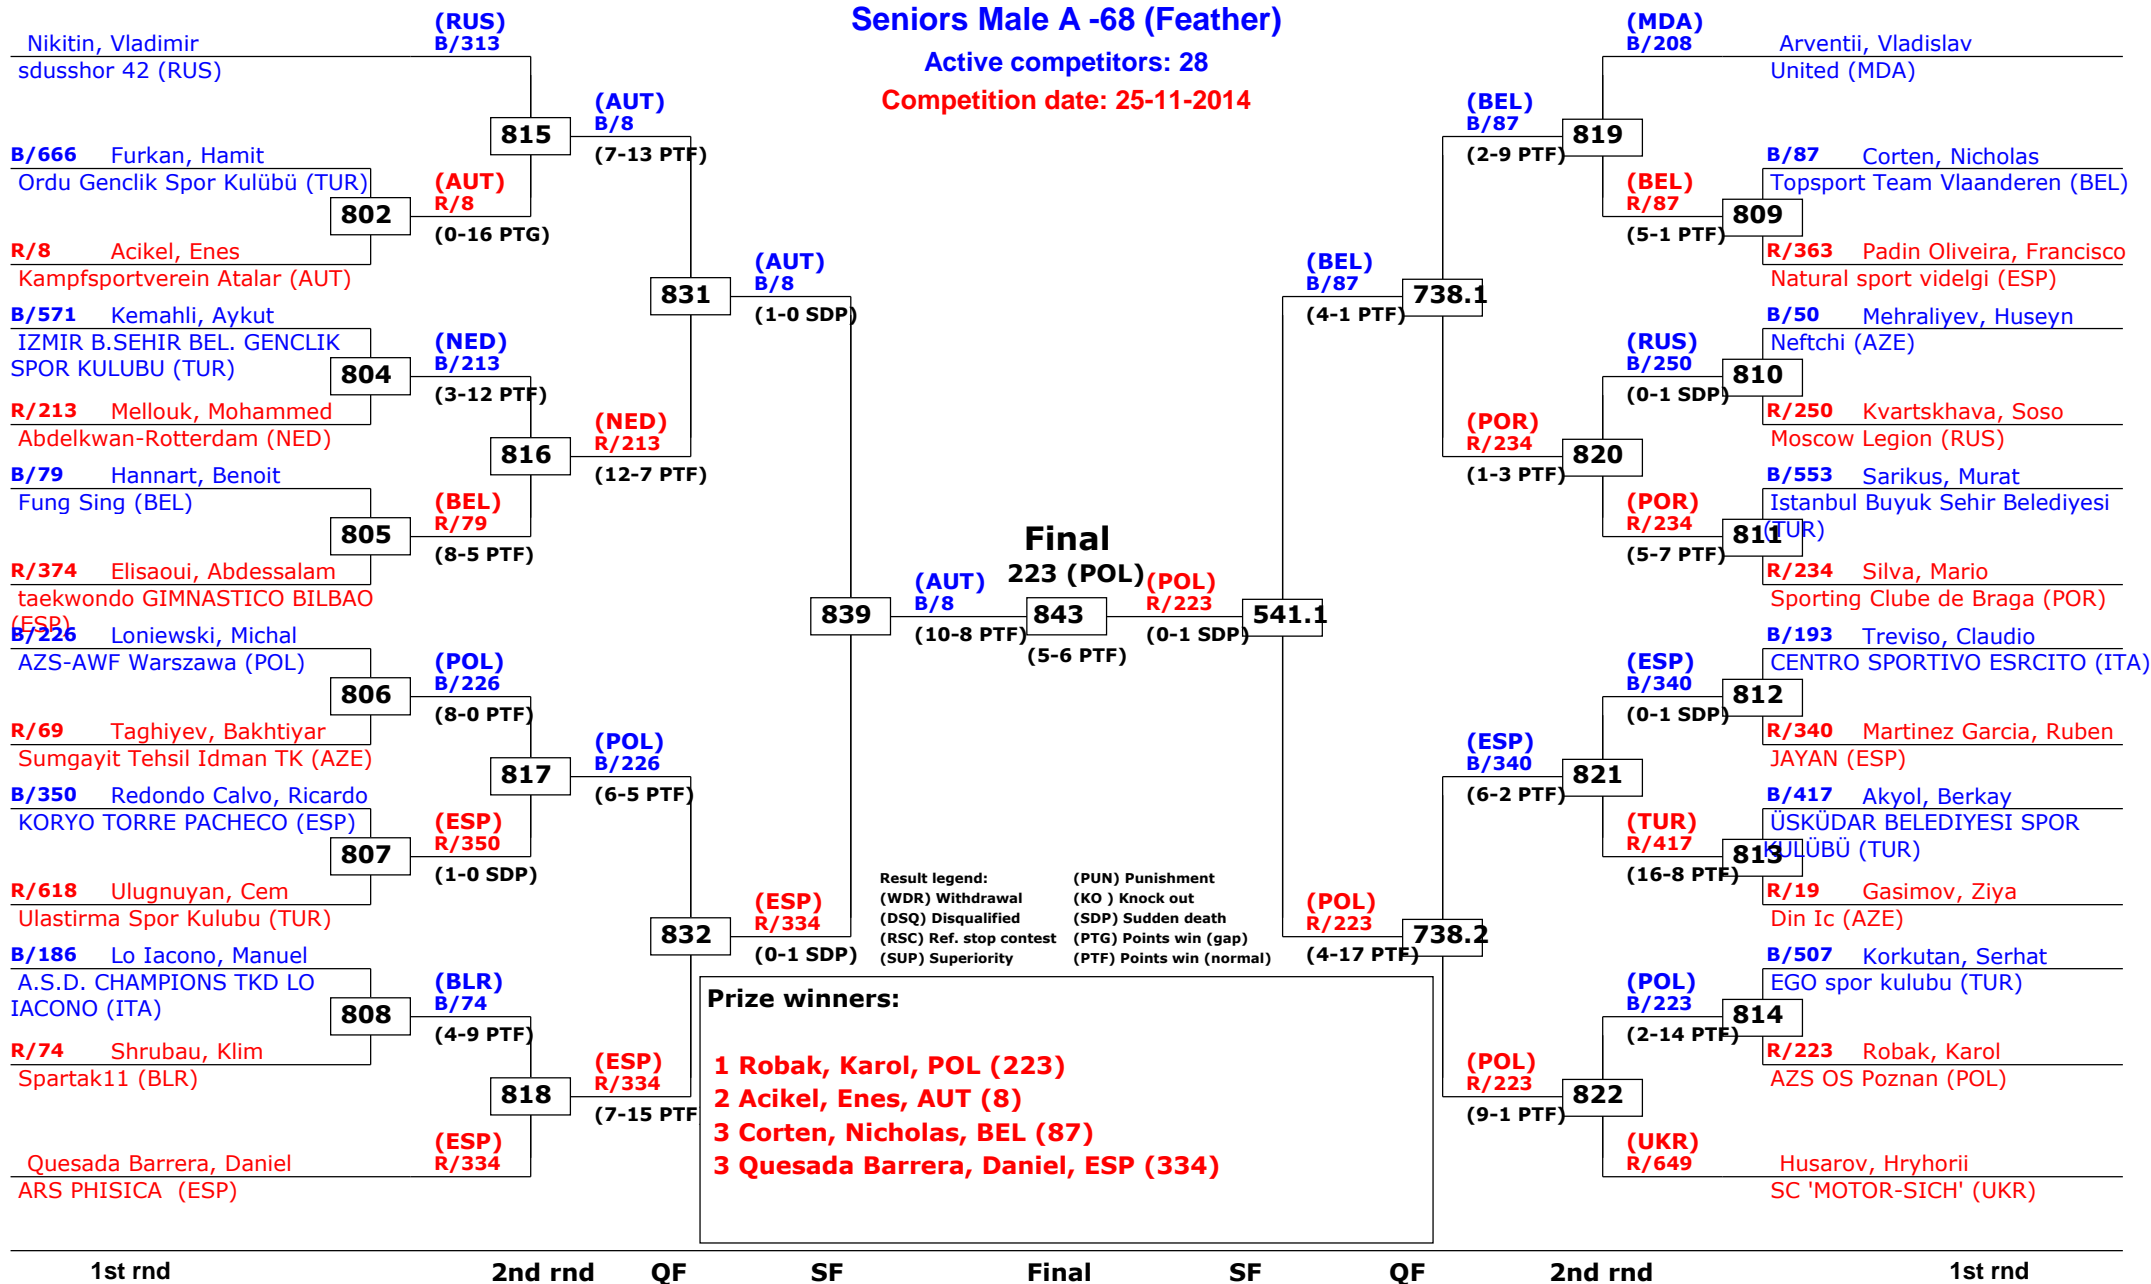 Seniors Male A -68 (Feather)
Active competitors: 28
Competition date: 25-11-2014
Nikitin, Vladimir
sdusshor 42 (RUS)
(RUS)
B/313
B/666 Furkan, Hamit
Ordu Genclik Spor Kulübü (TUR)
802
R/8 Acikel, Enes
Kampfsportverein Atalar (AUT)
(AUT)
R/8
(0-16 PTG)
815
(AUT)
B/8
(7-13 PTF)
B/571 Kemahli, Aykut
IZMIR B.SEHIR BEL. GENCLIK
SPOR KULUBU (TUR)
804
R/213 Mellouk, Mohammed
Abdelkwan-Rotterdam (NED)
(NED)
B/213
(3-12 PTF)
B/79 Hannart, Benoit
Fung Sing (BEL)
805
R/374 Elisaoui, Abdessalam
taekwondo GIMNASTICO BILBAO
(ESP)
(BEL)
R/79
(8-5 PTF)
816
(NED)
R/213
(12-7 PTF)
831
(AUT)
B/8
(1-0 SDP)
B/226 Loniewski, Michal
AZS-AWF Warszawa (POL)
806
R/69 Taghiyev, Bakhtiyar
Sumgayit Tehsil Idman TK (AZE)
(POL)
B/226
(8-0 PTF)
B/350 Redondo Calvo, Ricardo
KORYO TORRE PACHECO (ESP)
807
R/618 Ulugnuyan, Cem
Ulastirma Spor Kulubu (TUR)
(ESP)
R/350
(1-0 SDP)
817
(POL)
B/226
(6-5 PTF)
B/186 Lo Iacono, Manuel
A.S.D. CHAMPIONS TKD LO
IACONO (ITA)
808
R/74 Shrubau, Klim
Spartak11 (BLR)
(BLR)
B/74
(4-9 PTF)
Quesada Barrera, Daniel
ARS PHISICA (ESP)
(ESP)
R/334
818
(ESP)
R/334
(7-15 PTF
832
(ESP)
R/334
(0-1 SDP)
839
(AUT)
B/8
(10-8 PTF)
Final
223 (POL)
843
(5-6 PTF)
(POL)
R/223
(0-1 SDP)
541.1
(BEL)
B/87
(4-1 PTF)
738.1
(BEL)
B/87
(2-9 PTF)
819
(MDA)
B/208
Arventii, Vladislav
United (MDA)
(BEL)
R/87
(5-1 PTF)
809
B/87 Corten, Nicholas
Topsport Team Vlaanderen (BEL)
R/363 Padin Oliveira, Francisco
Natural sport videlgi (ESP)
(POR)
R/234
(1-3 PTF)
820
(RUS)
B/250
(0-1 SDP)
810
B/50 Mehraliyev, Huseyn
Neftchi (AZE)
R/250 Kvartskhava, Soso
Moscow Legion (RUS)
(POR)
R/234
(5-7 PTF)
811
B/553 Sarikus, Murat
Istanbul Buyuk Sehir Belediyesi
(TUR)
R/234 Silva, Mario
Sporting Clube de Braga (POR)
(POL)
R/223
(4-17 PTF)
738.2
(ESP)
B/340
(6-2 PTF)
821
(ESP)
B/340
(0-1 SDP)
812
B/193 Treviso, Claudio
CENTRO SPORTIVO ESRCITO (ITA)
R/340 Martinez Garcia, Ruben
JAYAN (ESP)
(TUR)
R/417
(16-8 PTF)
813
B/417 Akyol, Berkay
ÜSKÜDAR BELEDIYESI SPOR
KULÜBÜ (TUR)
R/19 Gasimov, Ziya
Din Ic (AZE)
(POL)
R/223
(9-1 PTF)
822
(POL)
B/223
(2-14 PTF)
814
B/507 Korkutan, Serhat
EGO spor kulubu (TUR)
R/223 Robak, Karol
AZS OS Poznan (POL)
(UKR)
R/649
Husarov, Hryhorii
SC 'MOTOR-SICH' (UKR)
Result legend:
(WDR) Withdrawal
(DSQ) Disqualified
(RSC) Ref. stop contest
(SUP) Superiority
(PUN) Punishment
(KO ) Knock out
(SDP) Sudden death
(PTG) Points win (gap)
(PTF) Points win (normal)
Prize winners:
1 Robak, Karol, POL (223)
2 Acikel, Enes, AUT (8)
3 Corten, Nicholas, BEL (87)
3 Quesada Barrera, Daniel, ESP (334)
1st rnd 2nd rnd QF SF Final SF QF 2nd rnd 1st rnd